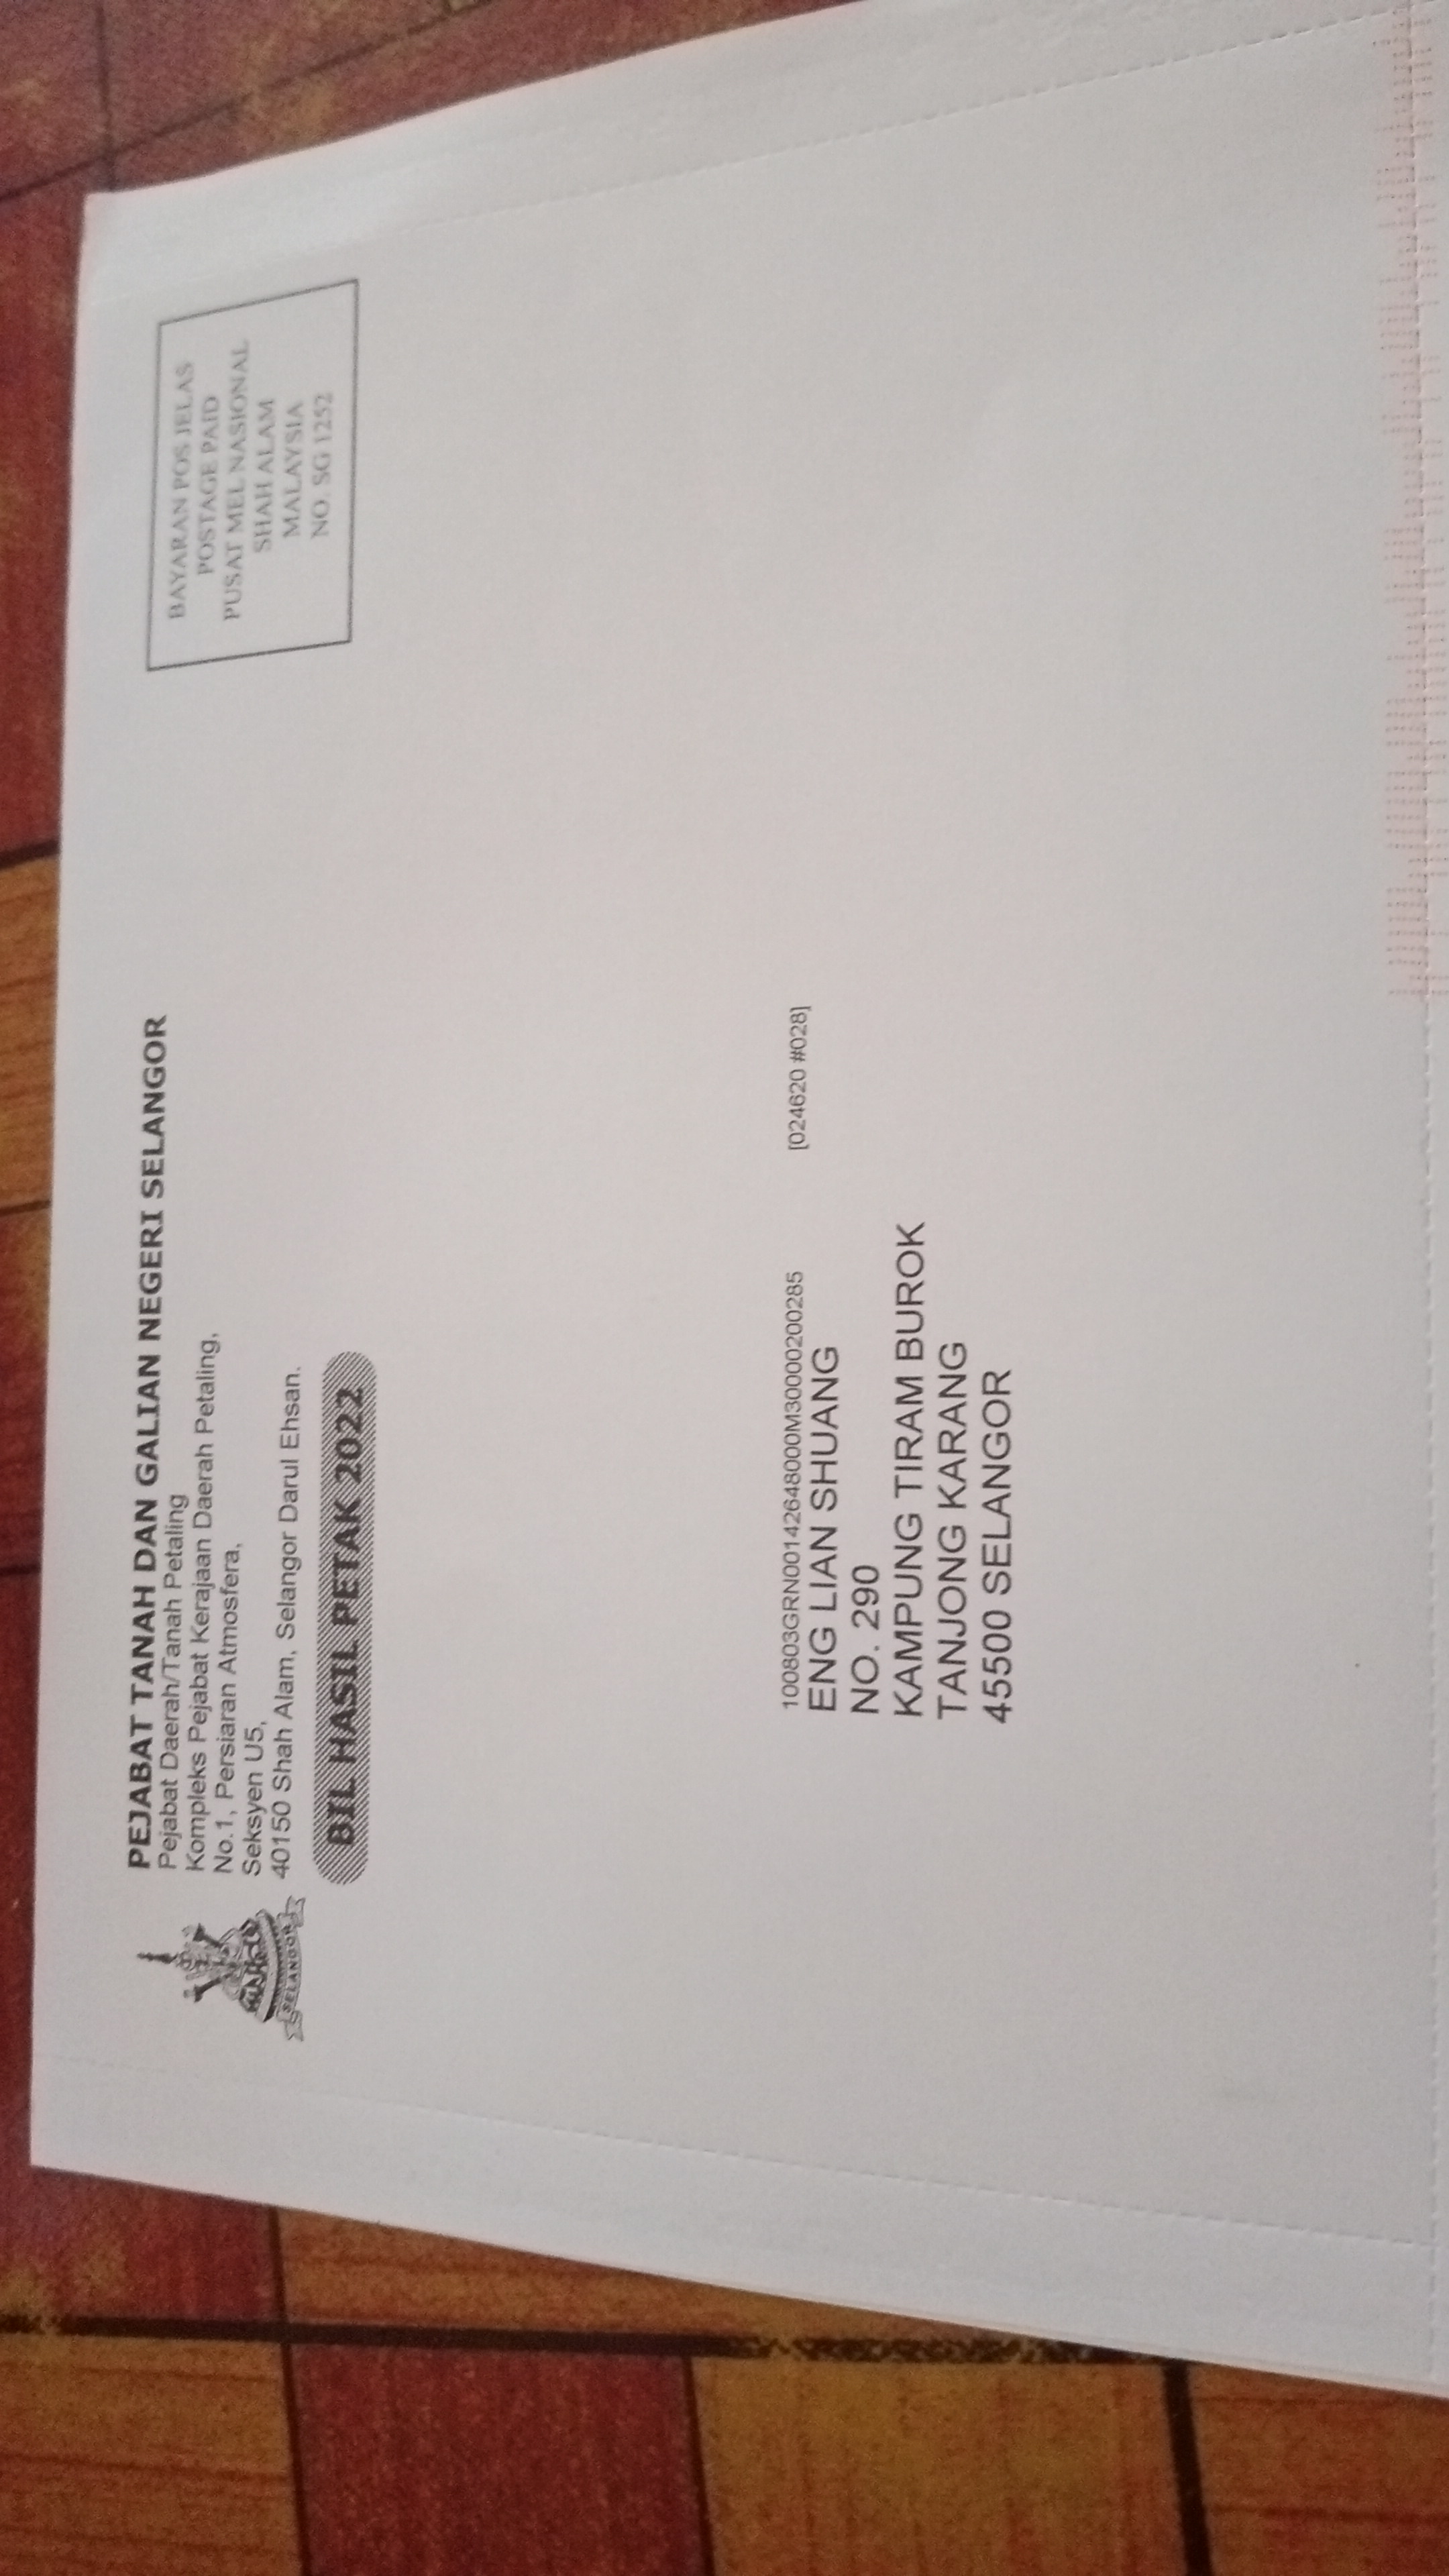 PEJABAT TANAH DAN GALIAN NEGERI SELANGOR
Pejabat Daerah/Tanah Petaling
Kompleks Pejabat Kerajaan Daerah Petaling,
No.1, Persiaran Atmosfera,
Seksyen U5,
40150 Shah Alam, Selangor Darul Ehsan.
SELANGOR
BIL HASIL PETAK 2022
BAYARAN POS JELAS
POSTAGE PAID
PUSAT MEL NASIONAL
SHAH ALAM
MALAYSIA
NO. SG 1252
100803GRN00142648000M30000200285 [024620 #028]
ENG LIAN SHUANG
NO. 290
KAMPUNG TIRAM BUROK
TANJONG KARANG
45500 SELANGOR